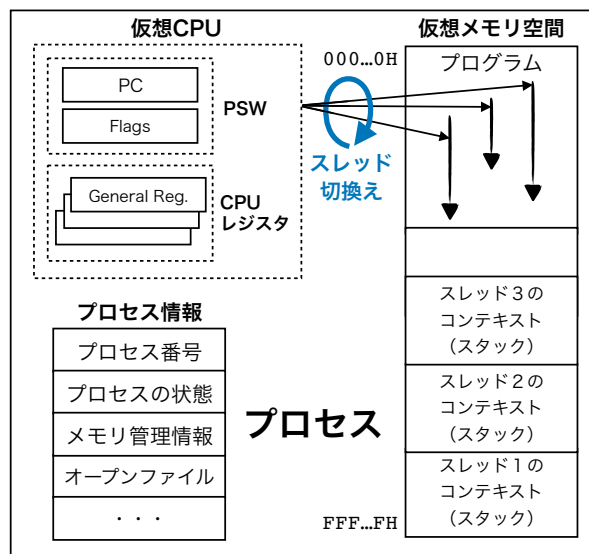 仮想CPU
PC
Flags
PSW
General Reg.
CPU
レジスタ
スレッド
切換え
仮想メモリ空間
000…0H
プログラム
スレッド３の
コンテキスト
（スタック）
スレッド２の
コンテキスト
（スタック）
スレッド１の
コンテキスト
（スタック）
FFF…FH
プロセス情報
プロセス番号
プロセスの状態
メモリ管理情報
オープンファイル
・・・
プロセス